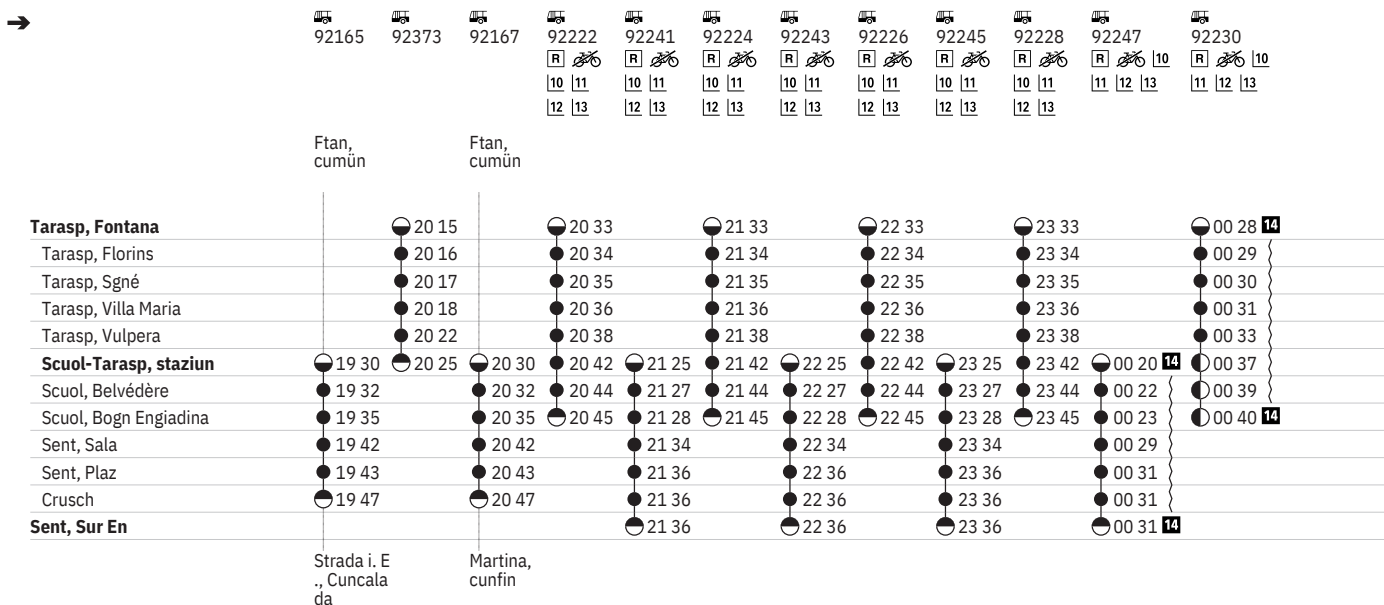 92165 92373 92167 92222 92241 92224 92243 92226 92245 92228 92247 92230
R R R R R R R R 10 R 10
10 11 10 11 10 11 10 11 10 11 10 11 10 11 11 12 13 11 12 13
12 13 12 13 12 13 12 13 12 13 12 13 12 13
Ftan, Ftan,
cumün cumün
Tarasp, Fontana 20 15 20 33 21 33 22 33 23 33 00 28 14
Tarasp, Florins 20 16 20 34 21 34 22 34 23 34 00 29
Tarasp, Sgné 20 17 20 35 21 35 22 35 23 35 00 30
Tarasp, Villa Maria 20 18 20 36 21 36 22 36 23 36 00 31
Tarasp, Vulpera 20 22 20 38 21 38 22 38 23 38 00 33
Scuol-Tarasp, staziun 19 30 20 25 20 30 20 42 21 25 21 42 22 25 22 42 23 25 23 42 00 20 14 00 37
Scuol, Belvédère 19 32 20 32 20 44 21 27 21 44 22 27 22 44 23 27 23 44 00 22 00 39
Scuol, Bogn Engiadina 19 35 20 35 20 45 21 28 21 45 22 28 22 45 23 28 23 45 00 23 00 40 14
Sent, Sala 19 42 20 42 21 34 22 34 23 34 00 29
Sent, Plaz 19 43 20 43 21 36 22 36 23 36 00 31
Crusch 19 47 20 47 21 36 22 36 23 36 00 31
Sent, Sur En 21 36 22 36 23 36 00 31 14
Strada i. E Martina,
., Cuncala cunfin
da